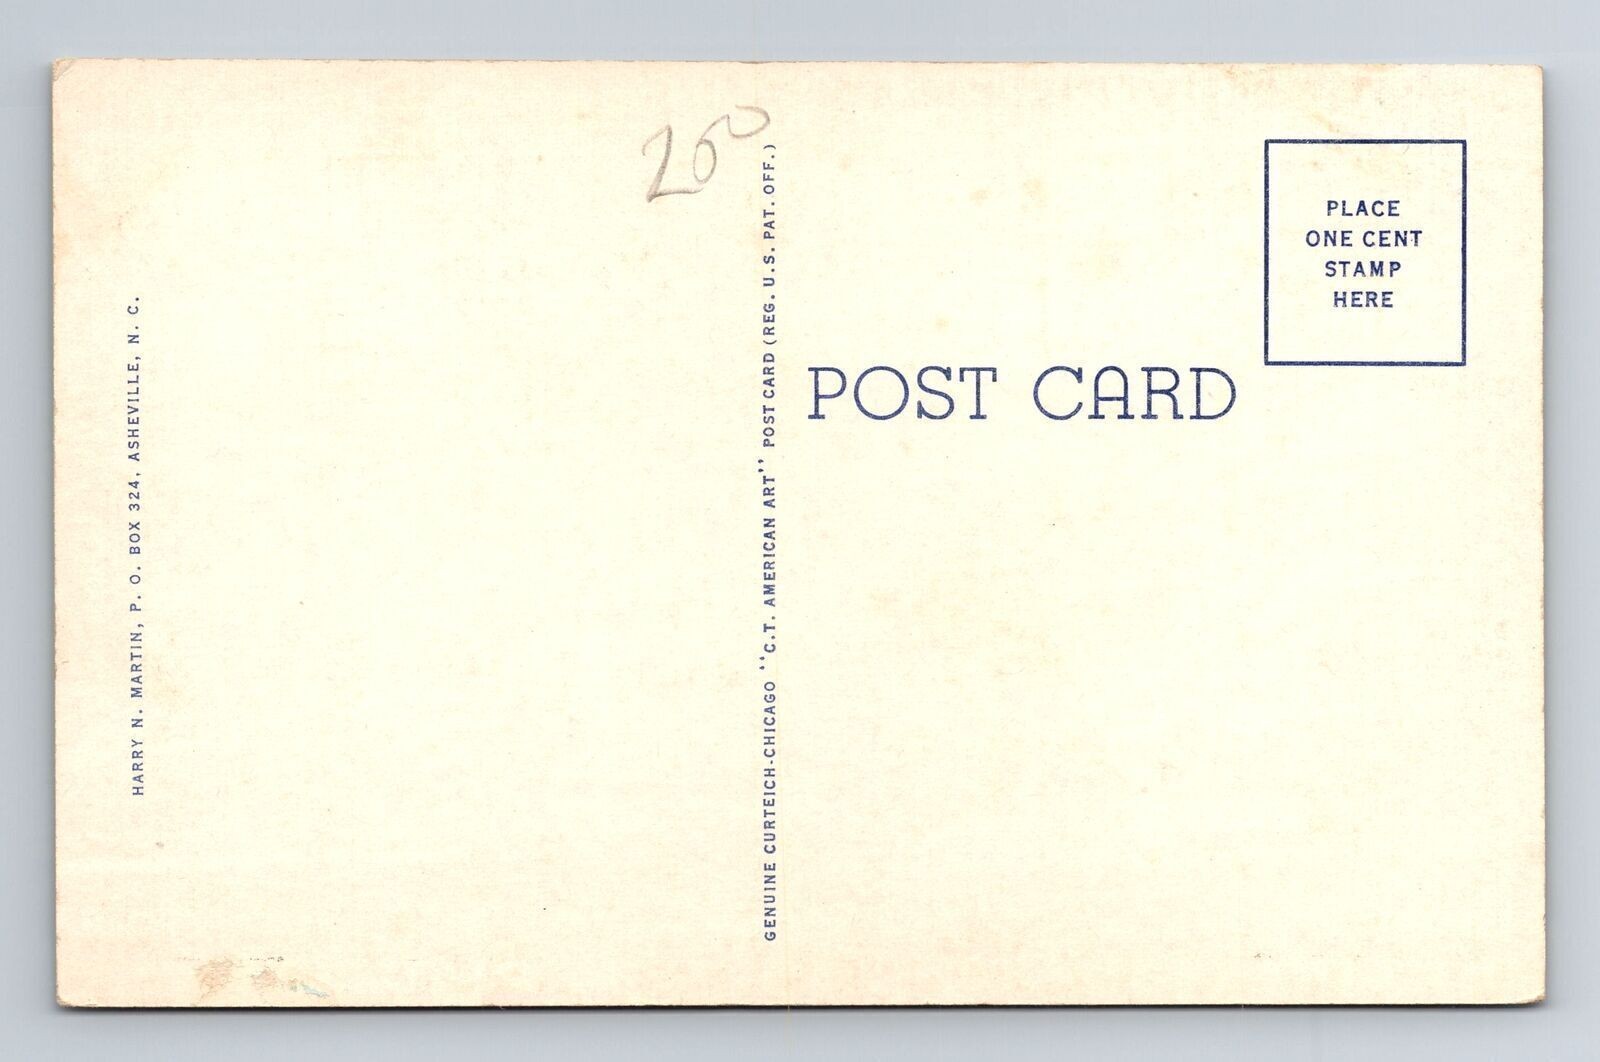 HARRY N. MARTIN, P. O. BOX 324, ASHEVILLE, N. C.
200
GENUINE CURTEICH-CHICAGO "C.T. AMERICAN ART" POST CARD (REG. U.S. PAT. OFF.)
PLACE
ONE CENT
STAMP
HERE
POST CARD